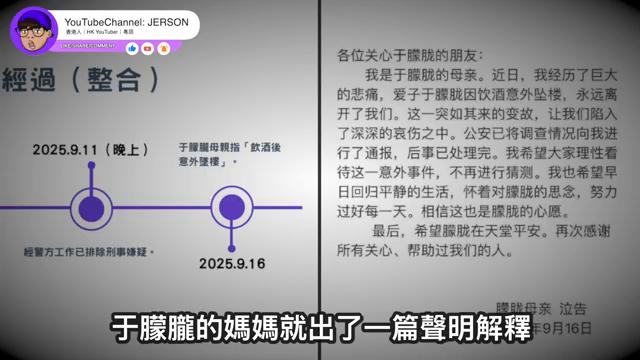 YouTubeChannel: JERSON
香港人｜HK YouTuber｜粵語
LIKE/SHARE/COMMENT
經過（整合）
2025.9.11（晚上）
經警方工作已排除刑事嫌疑。
于朦朧母親指「飲酒後
意外墜樓」。
2025.9.16
各位关心于朦胧的朋友：
我是于朦胧的母亲。近日，我经历了巨大
的悲痛，爱子于朦胧因饮酒意外坠楼，永远离
开了我们。这一突如其来的变故，让我们陷入
了深深的哀伤之中。公安已将调查情况向我进
行了通报，后事已处理完。我希望大家理性看
待这一意外事件，不再进行猜测。我也希望早
日回归平静的生活，怀着对朦胧的思念，努力
过好每一天。相信这也是朦胧的心愿。
最后，希望朦胧在天堂平安。再次感谢
所有关心、帮助过我们的人。
朦胧母亲 泣告
年9月16日
于朦朧的媽媽就出了一篇聲明解釋